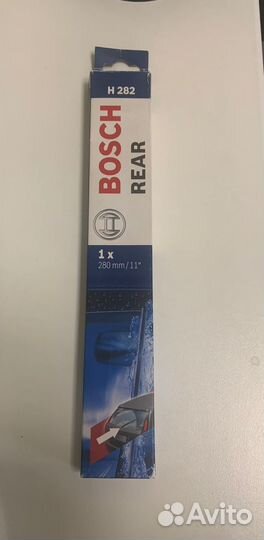 H 282
BOSCH
REAR
1 x
280 mm / 11"
Avito